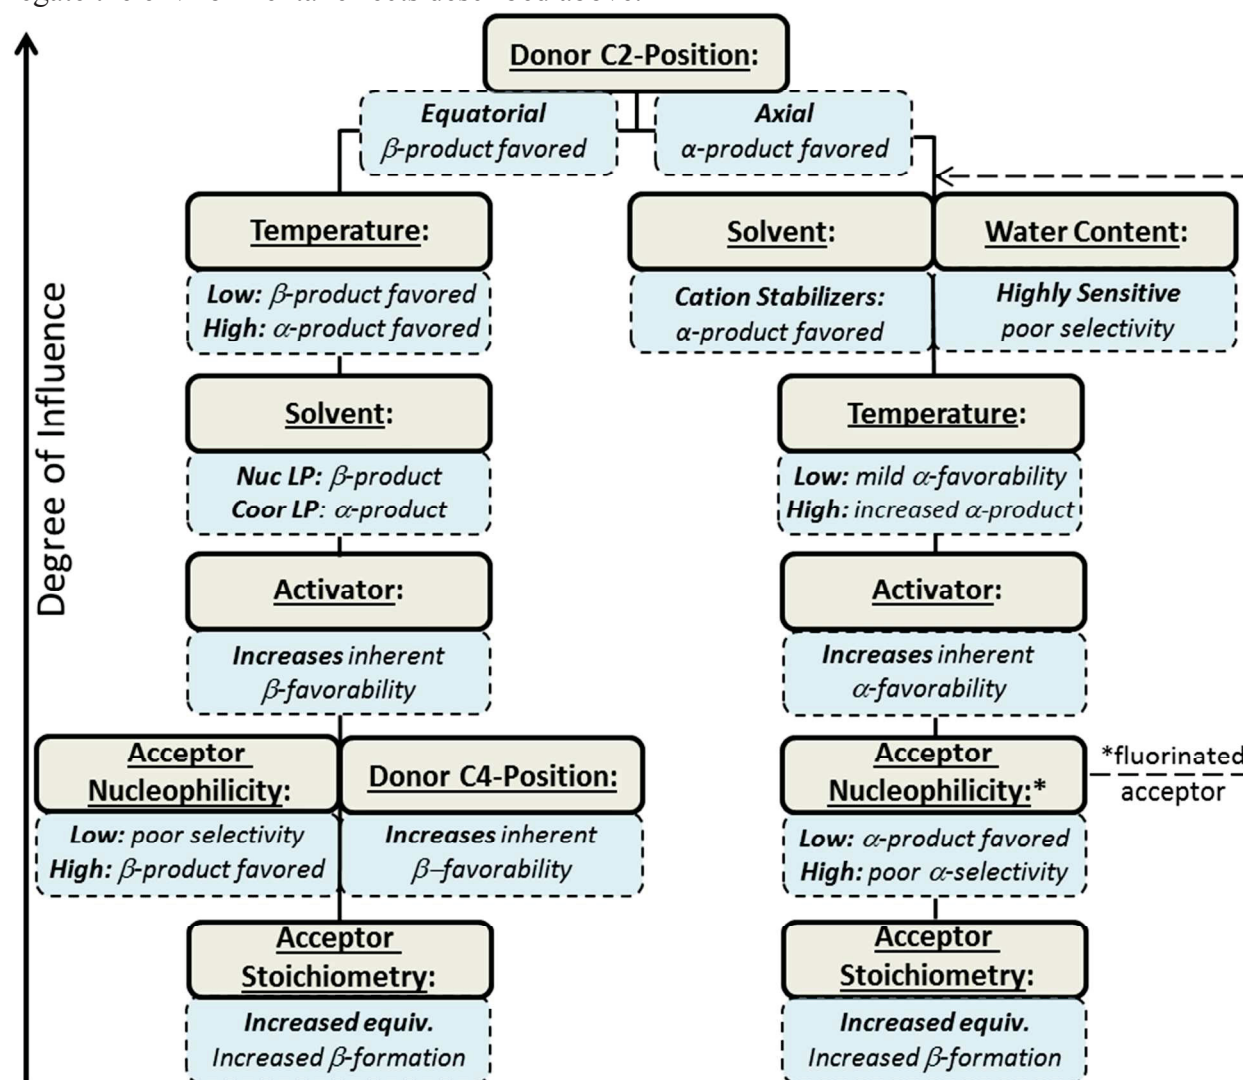 Donor C2-Position:
Equatorial
β-product favored
Axial
α-product favored
Degree of Influence
Temperature:
Low: β-product favored
High: α-product favored
Solvent:
Cation Stabilizers:
α-product favored
Water Content:
Highly Sensitive
poor selectivity
Solvent:
Nuc LP: β-product
Coor LP: α-product
Temperature:
Low: mild α-favorability
High: increased α-product
Activator:
Increases inherent
β-favorability
Activator:
Increases inherent
α-favorability
Acceptor
Nucleophilicity:
Low: poor selectivity
High: β-product favored
Donor C4-Position:
Increases inherent
β–favorability
Acceptor
Nucleophilicity:*
Low: α-product favored
High: poor α-selectivity
*fluorinated
acceptor
Acceptor
Stoichiometry:
Increased equiv.
Increased β-formation
Acceptor
Stoichiometry:
Increased equiv.
Increased β-formation